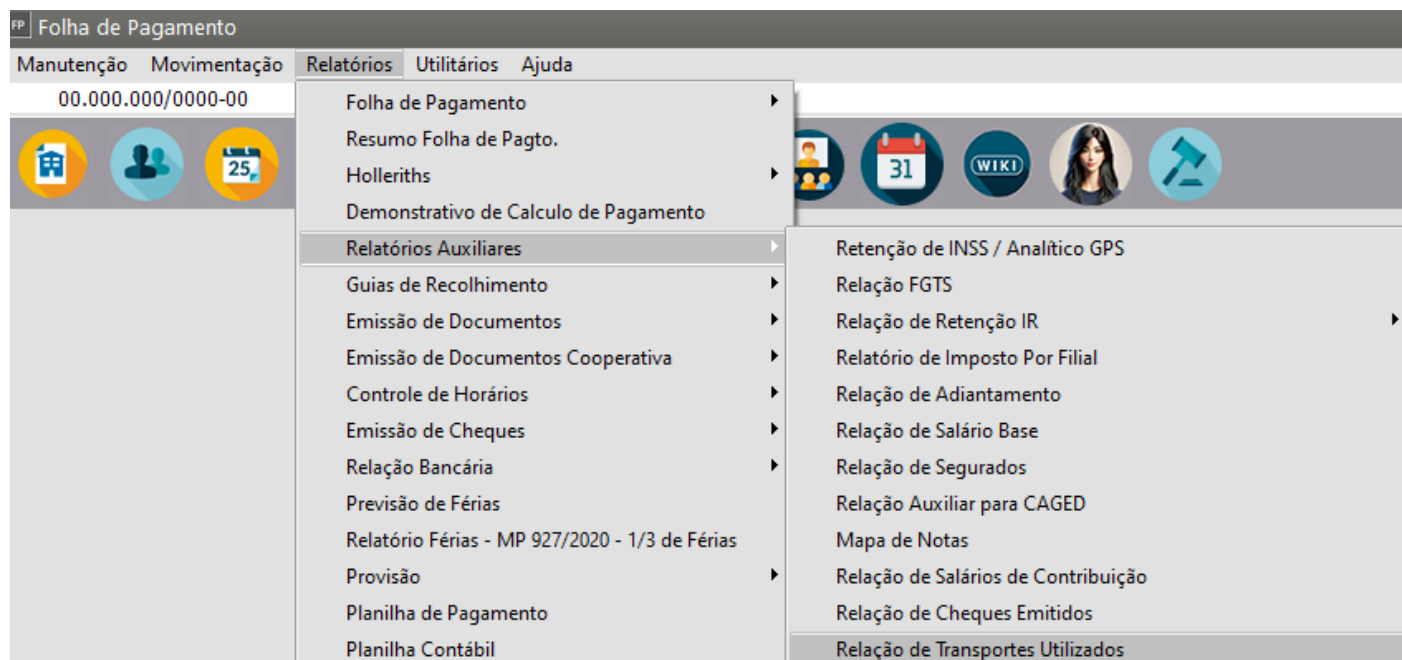 FP Folha de Pagamento
Manutenção Movimentação Relatórios Utilitários Ajuda
00.000.000/0000-00
25
31
WIKI
Folha de Pagamento
Resumo Folha de Pagto.
Holleriths
Demonstrativo de Calculo de Pagamento
Relatórios Auxiliares
Guias de Recolhimento
Emissão de Documentos
Emissão de Documentos Cooperativa
Controle de Horários
Emissão de Cheques
Relação Bancária
Previsão de Férias
Relatório Férias - MP 927/2020 - 1/3 de Férias
Provisão
Planilha de Pagamento
Planilha Contábil
Retenção de INSS / Analítico GPS
Relação FGTS
Relação de Retenção IR
Relatório de Imposto Por Filial
Relação de Adiantamento
Relação de Salário Base
Relação de Segurados
Relação Auxiliar para CAGED
Mapa de Notas
Relação de Salários de Contribuição
Relação de Cheques Emitidos
Relação de Transportes Utilizados